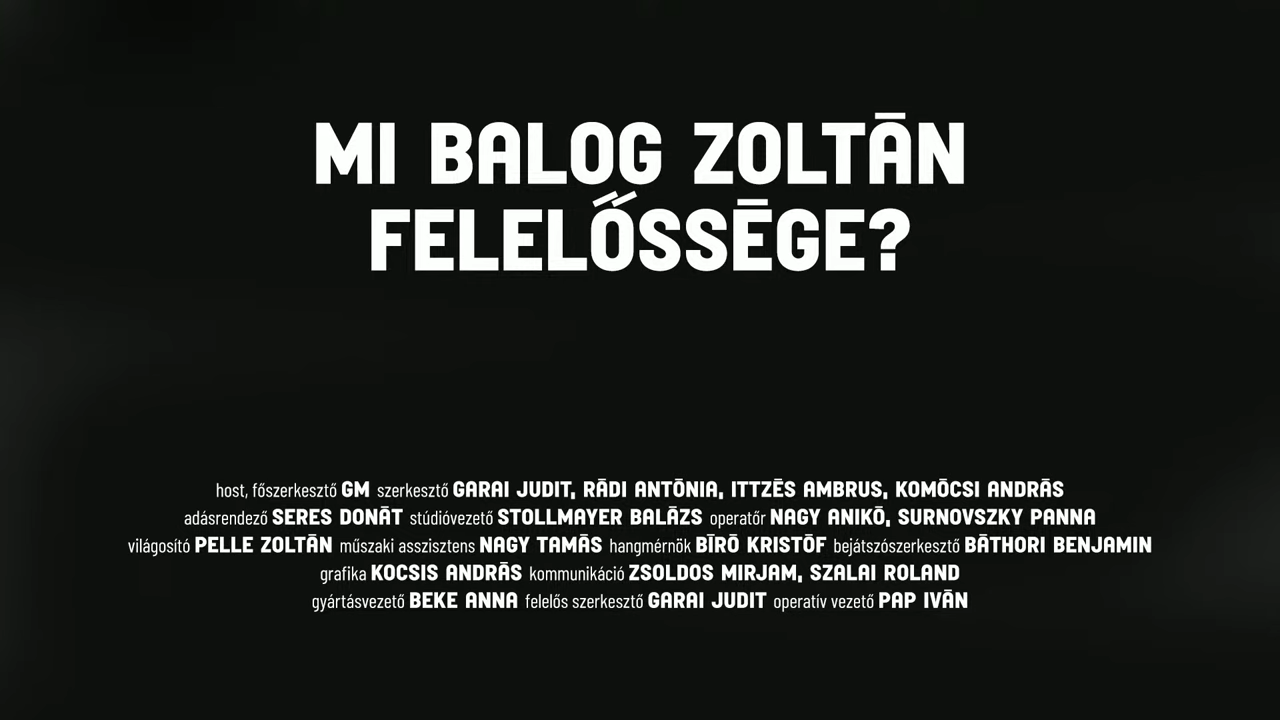 MI BALOG ZOLTÁN
FELELŐSSÉGE?
host, főszerkesztő GM szerkesztő GARAI JUDIT, RÁDI ANTÓNIA, ITTZÉS AMBRUS, KOMÓCSI ANDRÁS
adásrendező SERES DONÁT stúdióvezető STOLLMAYER BALÁZS operatőr NAGY ANIKÓ, SURNOVSZKY PANNA
világosító PELLE ZOLTÁN műszaki asszisztens NAGY TAMÁS hangmérnök BÍRÓ KRISTÓF bejátszószerkesztő BÁTHORI BENJAMIN
grafika KOCSIS ANDRÁS kommunikáció ZSOLDOS MIRJAM, SZALAI ROLAND
gyártásvezető BEKE ANNA felelős szerkesztő GARAI JUDIT operatív vezető PAP IVÁN